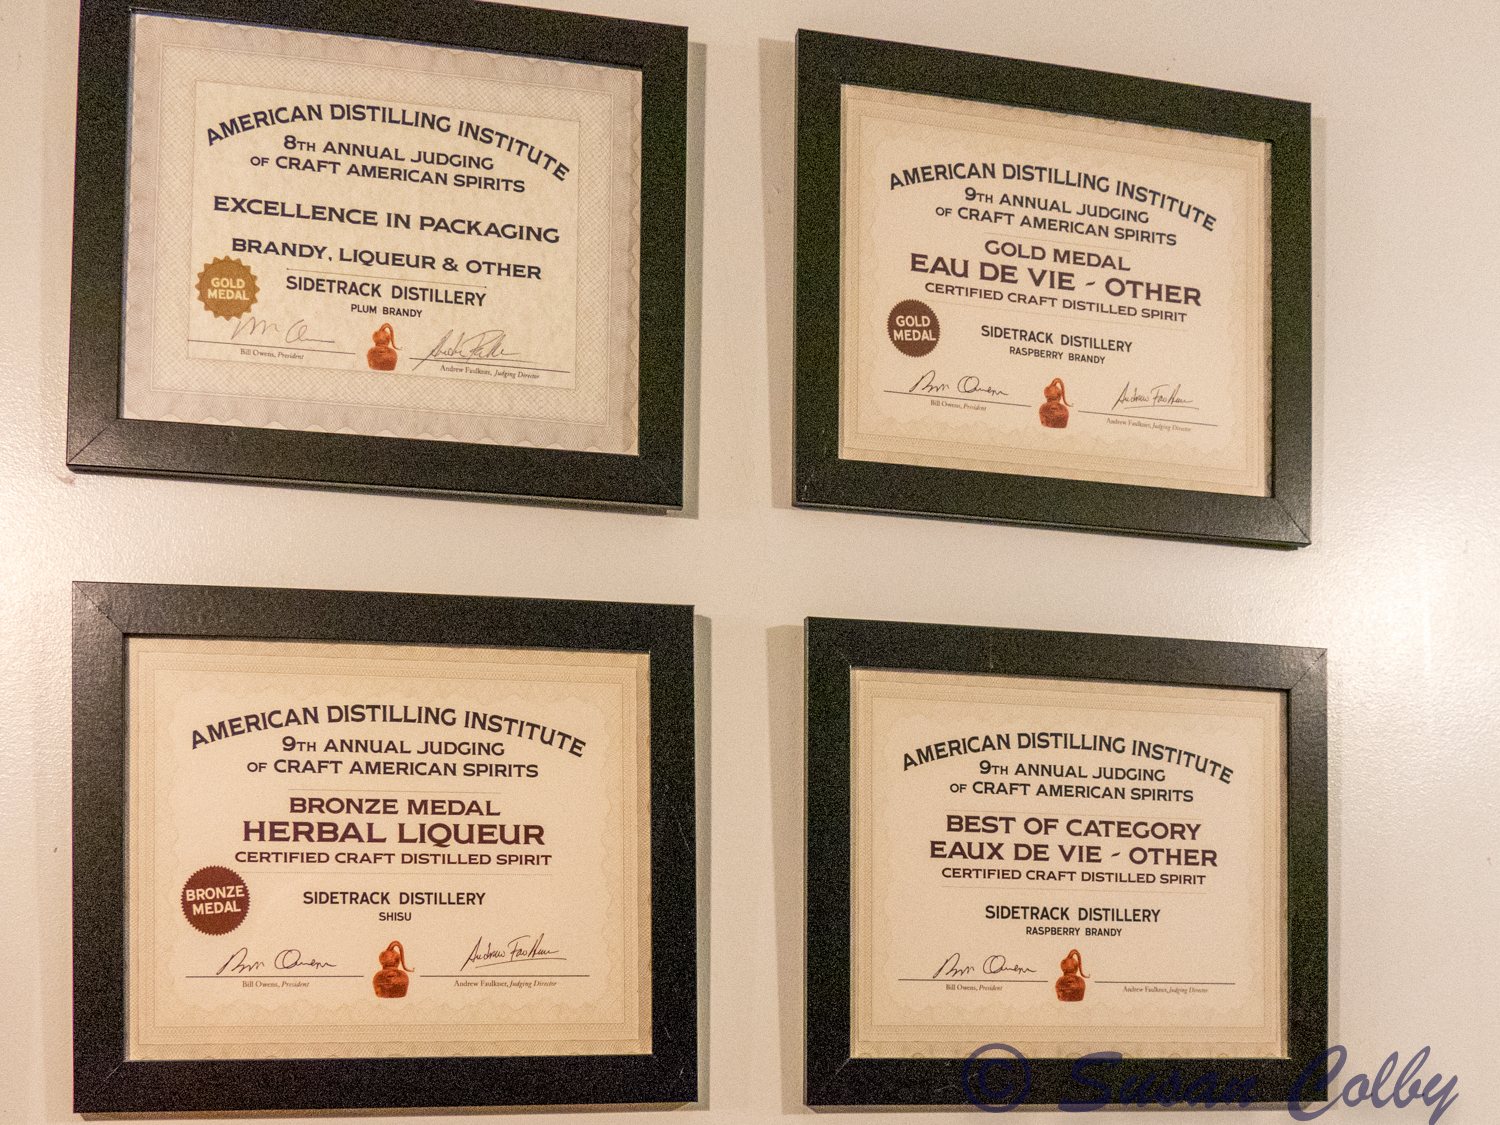 AMERICAN DISTILLING INSTITUTE
8TH ANNUAL JUDGING
OF CRAFT AMERICAN SPIRITS
EXCELLENCE IN PACKAGING
BRANDY, LIQUEUR & OTHER
GOLD
MEDAL
SIDETRACK DISTILLERY
PLUM BRANDY
Bill Owens, President
Andrew Faulkner, Judging Director
AMERICAN DISTILLING INSTITUTE
9TH ANNUAL JUDGING
OF CRAFT AMERICAN SPIRITS
GOLD MEDAL
EAU DE VIE - OTHER
CERTIFIED CRAFT DISTILLED SPIRIT
GOLD
MEDAL
SIDETRACK DISTILLERY
RASPBERRY BRANDY
Bill Owens, President
Andrew Faulkner, Judging Director
AMERICAN DISTILLING INSTITUTE
9TH ANNUAL JUDGING
OF CRAFT AMERICAN SPIRITS
BRONZE MEDAL
HERBAL LIQUEUR
CERTIFIED CRAFT DISTILLED SPIRIT
BRONZE
MEDAL
SIDETRACK DISTILLERY
SHISU
Bill Owens, President
Andrew Faulkner, Judging Director
AMERICAN DISTILLING INSTITUTE
9TH ANNUAL JUDGING
OF CRAFT AMERICAN SPIRITS
BEST OF CATEGORY
EAUX DE VIE - OTHER
CERTIFIED CRAFT DISTILLED SPIRIT
SIDETRACK DISTILLERY
RASPBERRY BRANDY
Bill Owens, President
Andrew Faulkner, Judging Director
© Susan Colby